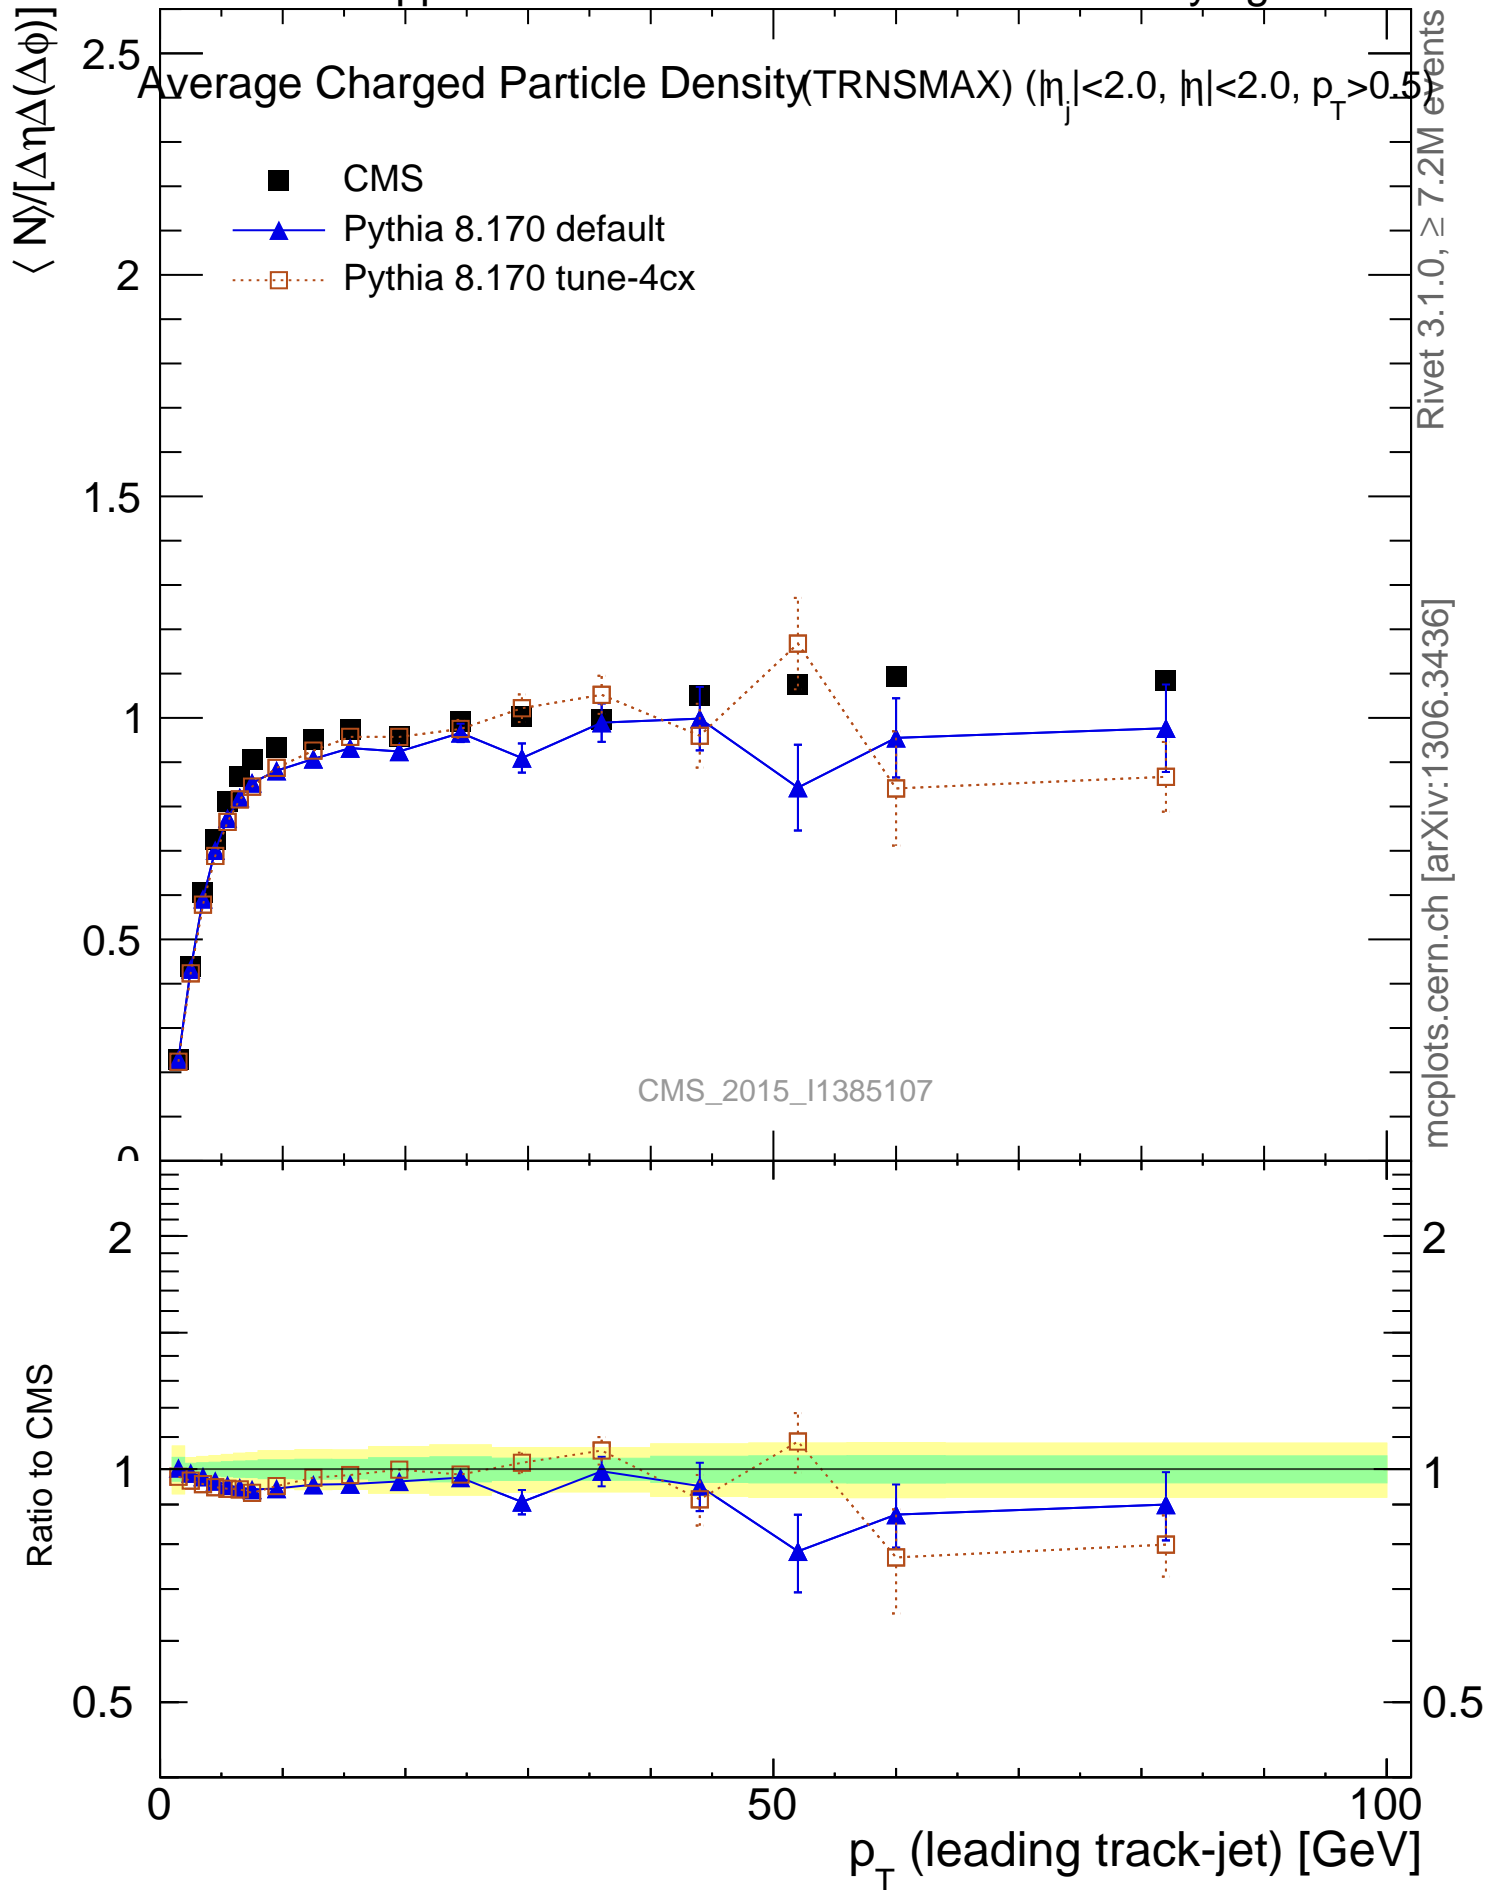 ⟨ N⟩/[ΔηΔ(Δϕ)]
Average Charged Particle Density (TRNSMAX) (|η_j|<2.0, |η|<2.0, p_T>0.5)
CMS
Pythia 8.170 default
Pythia 8.170 tune-4cx
2.5
2
1.5
1
0.5
0
CMS_2015_I1385107
Rivet 3.1.0, ≥ 7.2M events
mcplots.cern.ch [arXiv:1306.3436]
Ratio to CMS
2
1
0.5
2
1
0.5
0
50
100
p_T (leading track-jet) [GeV]